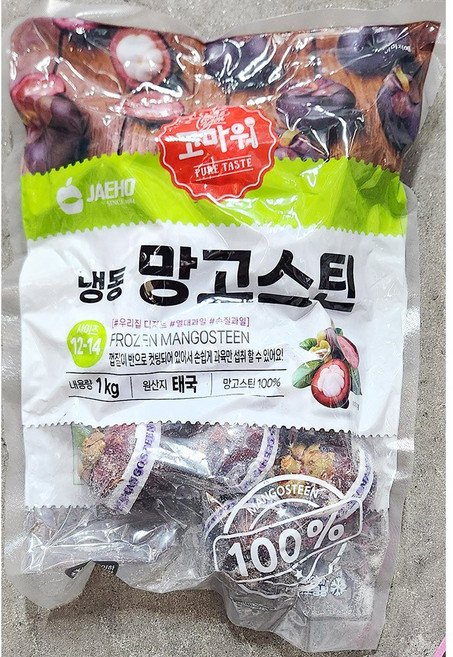 고마워
PURE TASTE
JAEHO
냉동 망고스틴
[#우리집 디저트 #열대과일 #수입과일]
12-14
FROZEN MANGOSTEEN
껍질이 반으로 컷팅되어 있어서 손쉽게 과육만 섭취 할 수 있어요!
내용량 1kg 원산지 태국 망고스틴 100%
MANGOSTEEN
100%